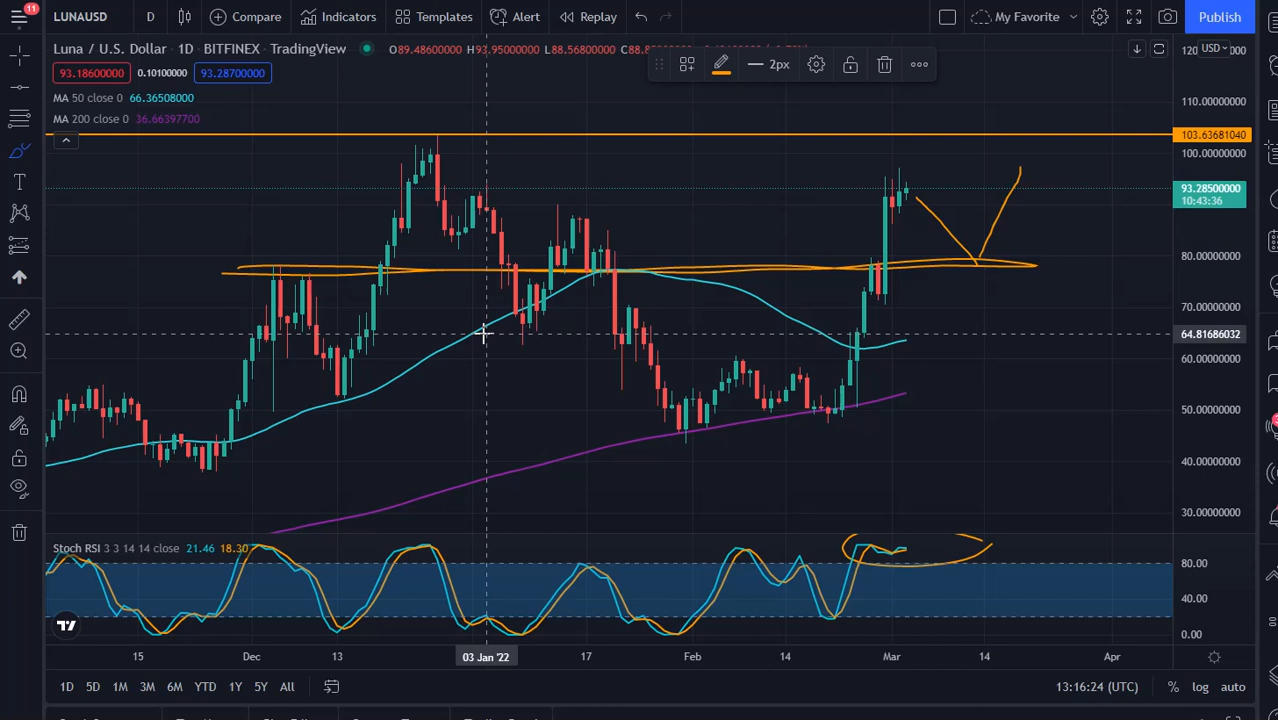 11
LUNAUSD D Compare Indicators Templates Alert Replay My Favorite Publish
Luna / U.S. Dollar · 1D · BITFINEX · TradingView O89.48600000 H93.95000000 L88.56800000
93.18600000 0.10100000 93.28700000
2px
USD
MA 50 close 0 66.36508000
MA 200 close 0 36.66397700
110.00000000
103.63681040
100.00000000
93.28500000
10:43:36
80.00000000
70.00000000
64.81686032
60.00000000
50.00000000
40.00000000
30.00000000
Stoch RSI 3 3 14 14 close 21.46 18.30
80.00
40.00
0.00
15 Dec 13 03 Jan '22 17 Feb 14 Mar 14 Apr
1D 5D 1M 3M 6M YTD 1Y 5Y All 13:16:24 (UTC) % log auto